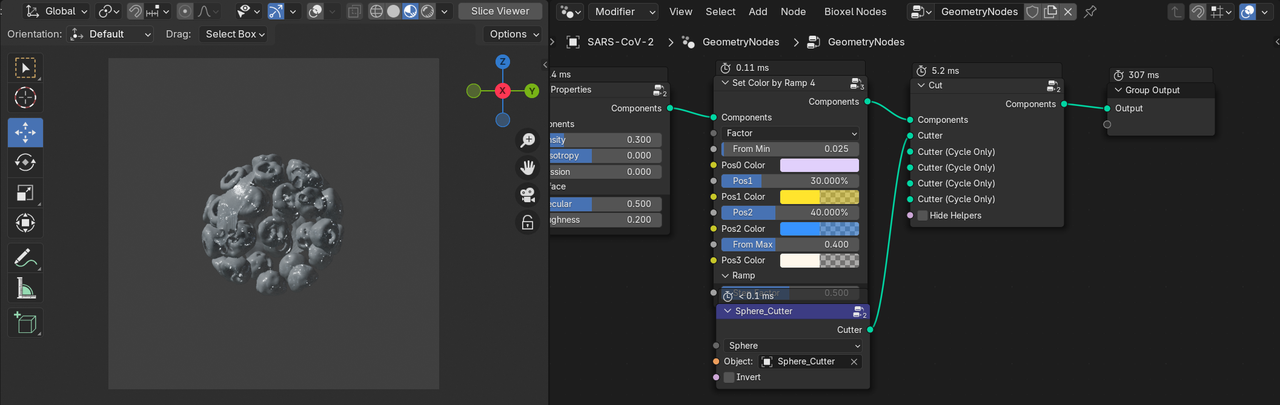 Global
Slice Viewer
Modifier
View
Select
Add
Node
Bioxel Nodes
GeometryNodes
Orientation:
Default
Drag:
Select Box
Options
SARS-CoV-2
GeometryNodes
GeometryNodes
Z
Y
X
.4 ms
Properties
Components
onents
nsity 0.300
sotropy 0.000
ssion 0.000
face
ecular 0.500
ghness 0.200
0.11 ms
Set Color by Ramp 4
3
Components
Components
Factor
From Min 0.025
Pos0 Color
Pos1 30.000%
Pos1 Color
Pos2 40.000%
Pos2 Color
From Max 0.400
Pos3 Color
Ramp
0.500
< 0.1 ms
Sphere_Cutter
2
Cutter
Sphere
Object: Sphere_Cutter
Invert
5.2 ms
Cut
2
Components
Components
Cutter
Cutter (Cycle Only)
Cutter (Cycle Only)
Cutter (Cycle Only)
Cutter (Cycle Only)
Hide Helpers
307 ms
Group Output
Output